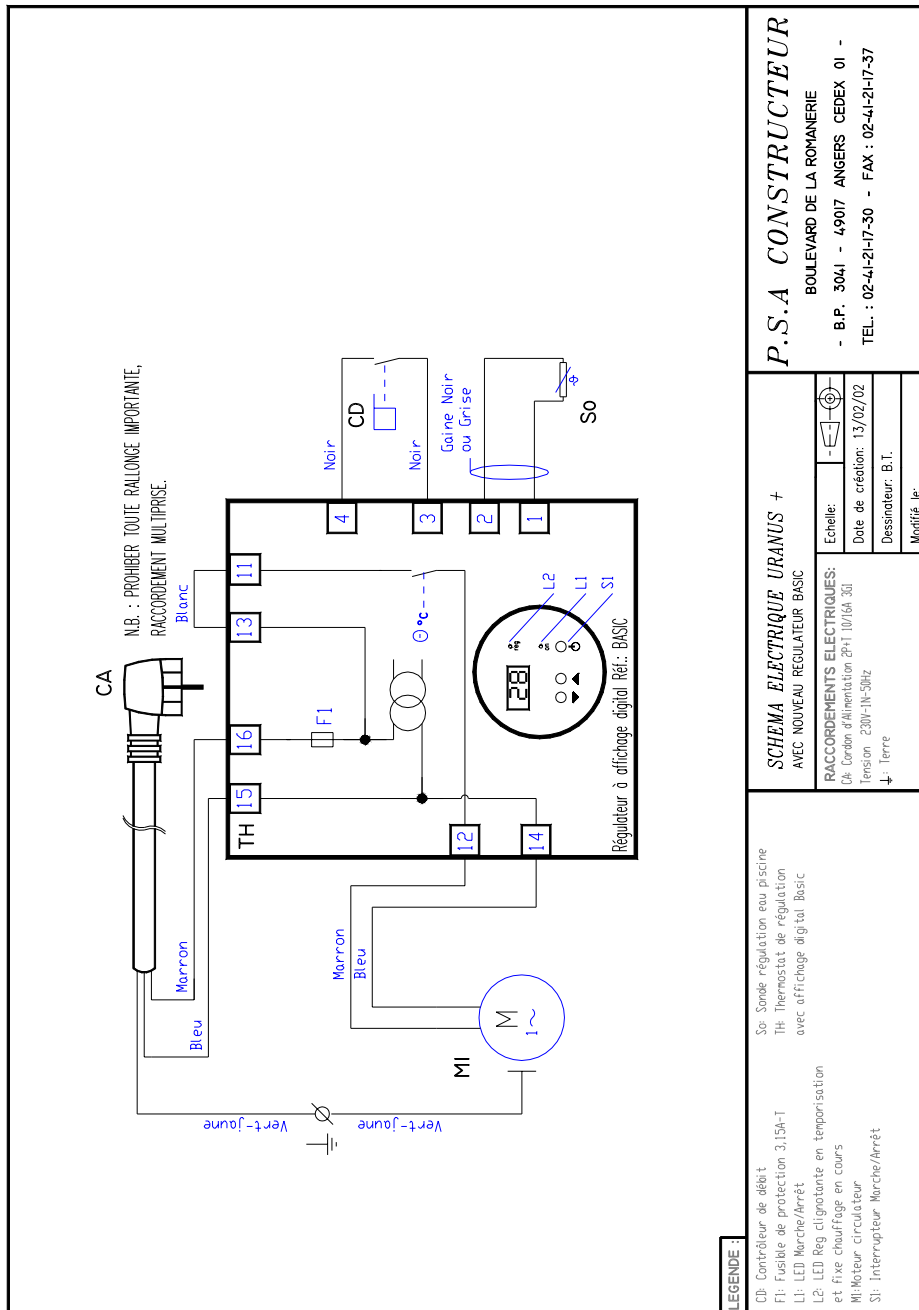 N.B. : PROHIBER TOUTE RALLONGE IMPORTANTE,
RACCORDEMENT MULTIPRISE.
CA
Blanc
Marron
Bleu
Vert-jaune
Vert-jaune
TH
15
16
13
11
F1
θ°c
4
3
2
1
Noir
Noir
CD
Gaine Noir
ou Grise
So
12
14
Marron
Bleu
MI
M
1~
28
reg
on
L2
L1
S1
Régulateur à affichage digital Réf.: BASIC
LEGENDE :
CD: Contrôleur de débit
F1: Fusible de protection 3,15A-T
L1: LED Marche/Arrêt
L2: LED Reg clignotante en temporisation
et fixe chauffage en cours
MI:Moteur circulateur
S1: Interrupteur Marche/Arrêt
So: Sonde régulation eau piscine
TH: Thermostat de régulation
avec affichage digital Basic
SCHEMA ELECTRIQUE URANUS +
AVEC NOUVEAU REGULATEUR BASIC
RACCORDEMENTS ELECTRIQUES:
CA: Cordon d'Alimentation 2P+T 10/16A 3G1
Tension 230V-1N-50Hz
: Terre
Echelle:
Date de création: 13/02/02
Dessinateur: B.T.
Modifié le:
P.S.A CONSTRUCTEUR
BOULEVARD DE LA ROMANERIE
- B.P. 3041 - 49017 ANGERS CEDEX 01 -
TEL. : 02-41-21-17-30 - FAX : 02-41-21-17-37